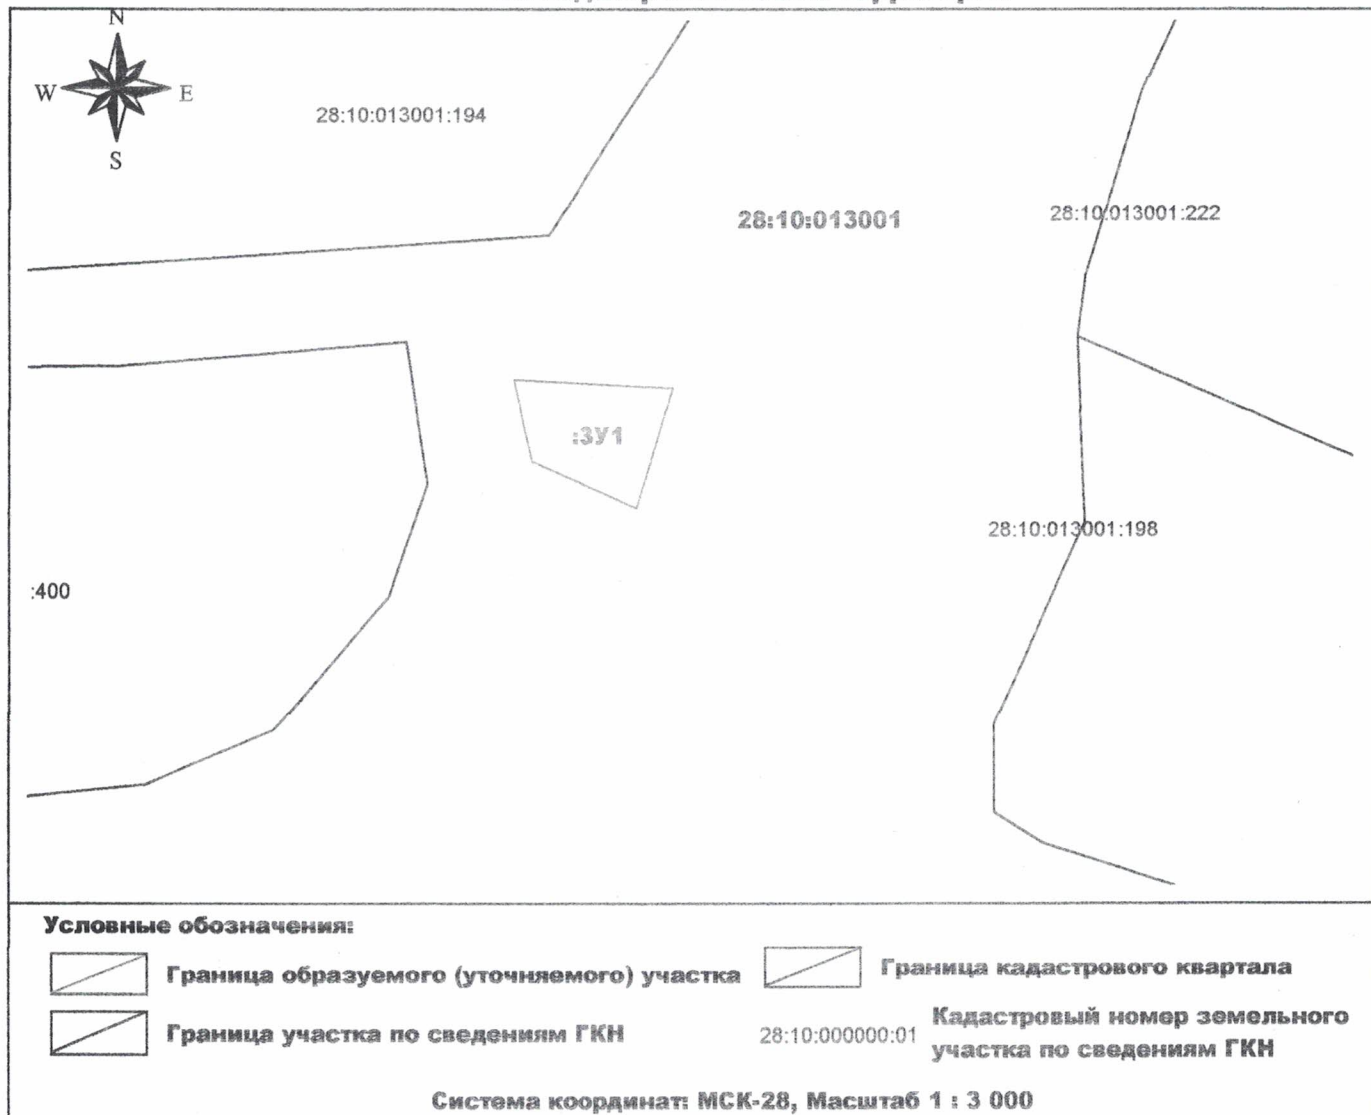 N
W E
S
28:10:013001:194
28:10:013001
28:10:013001:222
:ЗУ1
28:10:013001:198
:400
Условные обозначения:
Граница образуемого (уточняемого) участка
Граница кадастрового квартала
Граница участка по сведениям ГКН
28:10:000000:01
Кадастровый номер земельного
участка по сведениям ГКН
Система координат: МСК-28, Масштаб 1 : 3 000